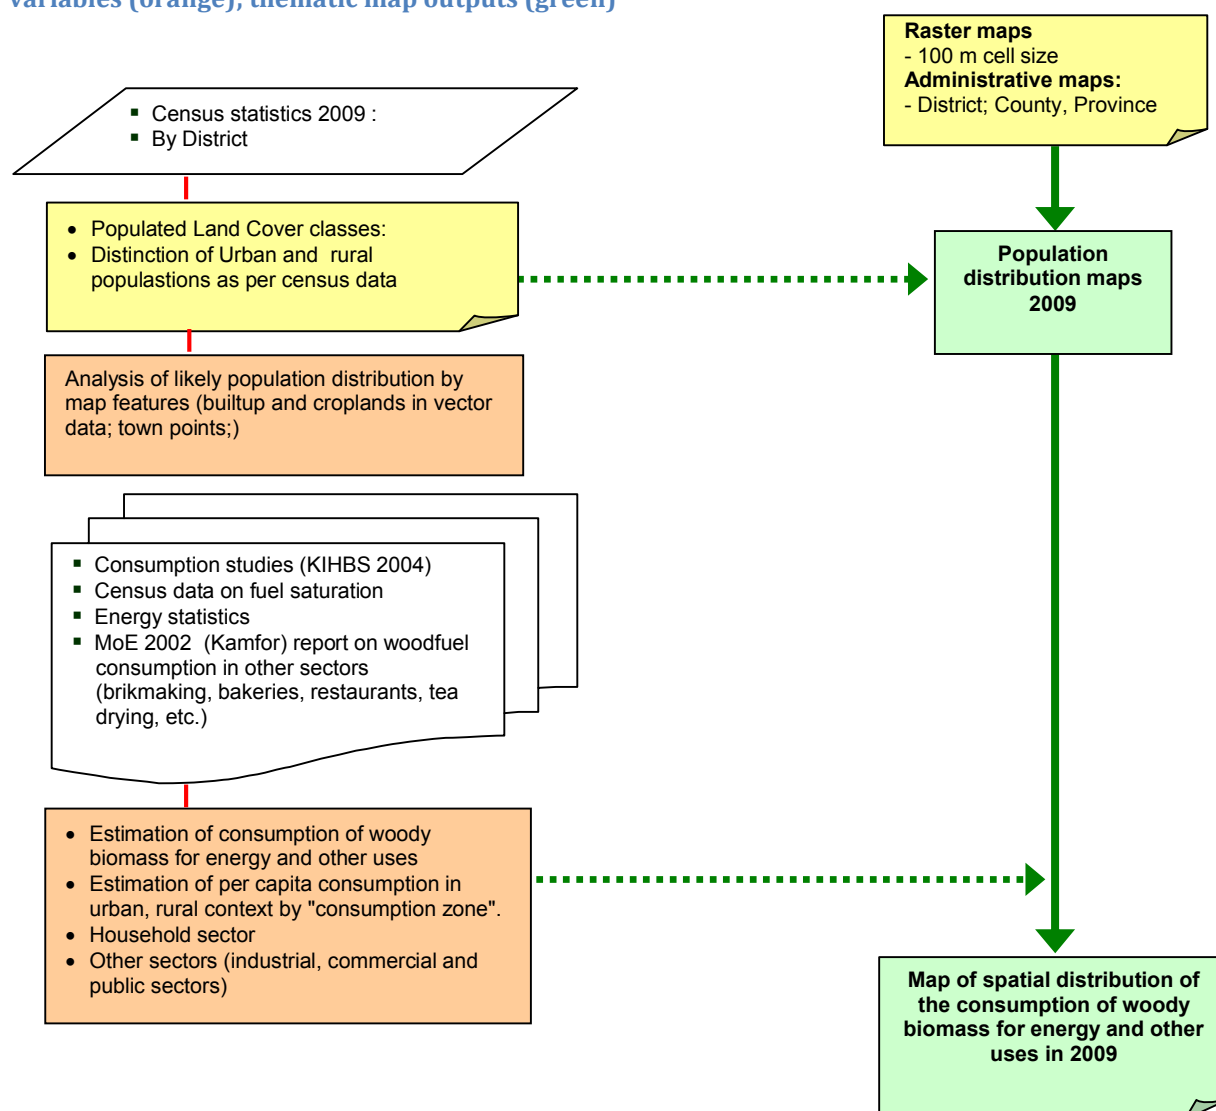 variables (orange); thematic map outputs (green)
Raster maps
- 100 m cell size
Administrative maps:
- District; County, Province
▪ Census statistics 2009 :
▪ By District
• Populated Land Cover classes:
• Distinction of Urban and rural
populastions as per census data
Population
distribution maps
2009
Analysis of likely population distribution by
map features (builtup and croplands in vector
data; town points;)
▪ Consumption studies (KIHBS 2004)
▪ Census data on fuel saturation
▪ Energy statistics
▪ MoE 2002 (Kamfor) report on woodfuel
consumption in other sectors
(brikmaking, bakeries, restaurants, tea
drying, etc.)
• Estimation of consumption of woody
biomass for energy and other uses
• Estimation of per capita consumption in
urban, rural context by "consumption zone".
• Household sector
• Other sectors (industrial, commercial and
public sectors)
Map of spatial distribution of
the consumption of woody
biomass for energy and other
uses in 2009